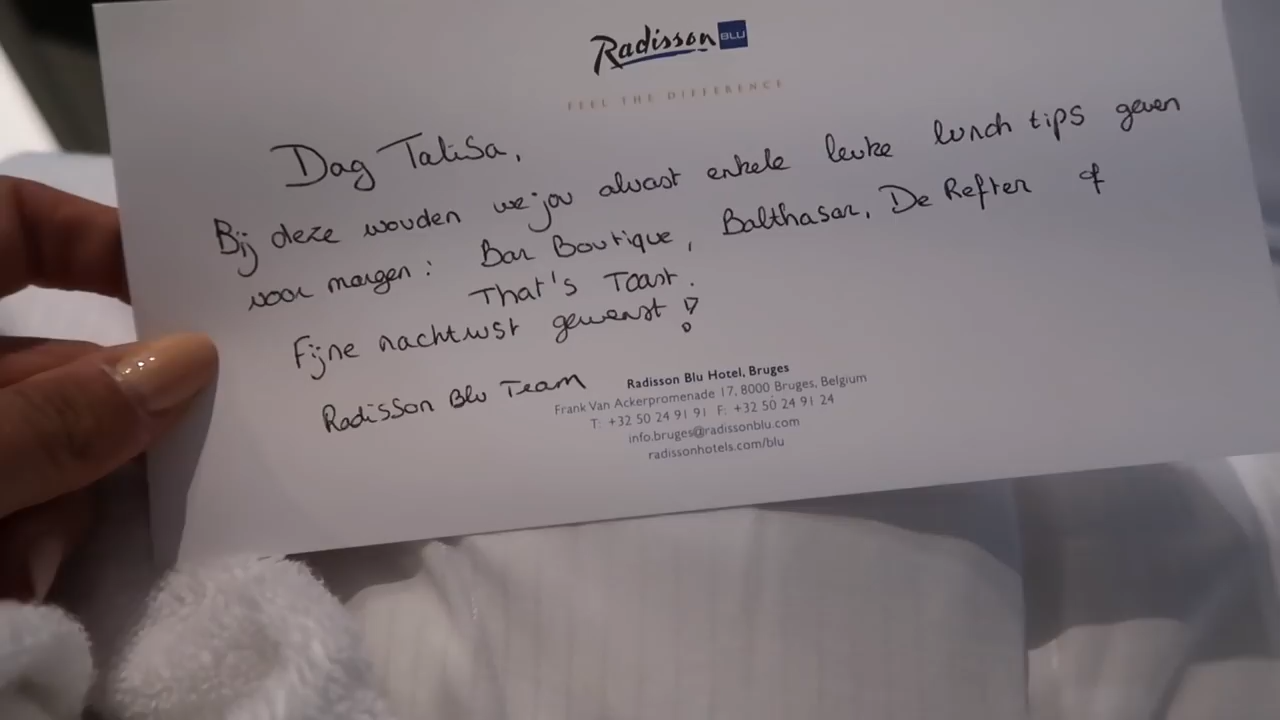 Radisson BLU
FEEL THE DIFFERENCE
Dag Talisa,
Bij deze wouden we jou alvast enkele leuke lunch tips geven
voor morgen: Bar Boutique, Balthasar, De Refter of
That's Toast.
Fijne nachtrust gewenst!
Radisson Blu Team
Radisson Blu Hotel, Bruges
Frank Van Ackerpromenade 17, 8000 Bruges, Belgium
T: +32 50 24 91 91 F: +32 50 24 91 24
info.bruges@radissonblu.com
radissonhotels.com/blu